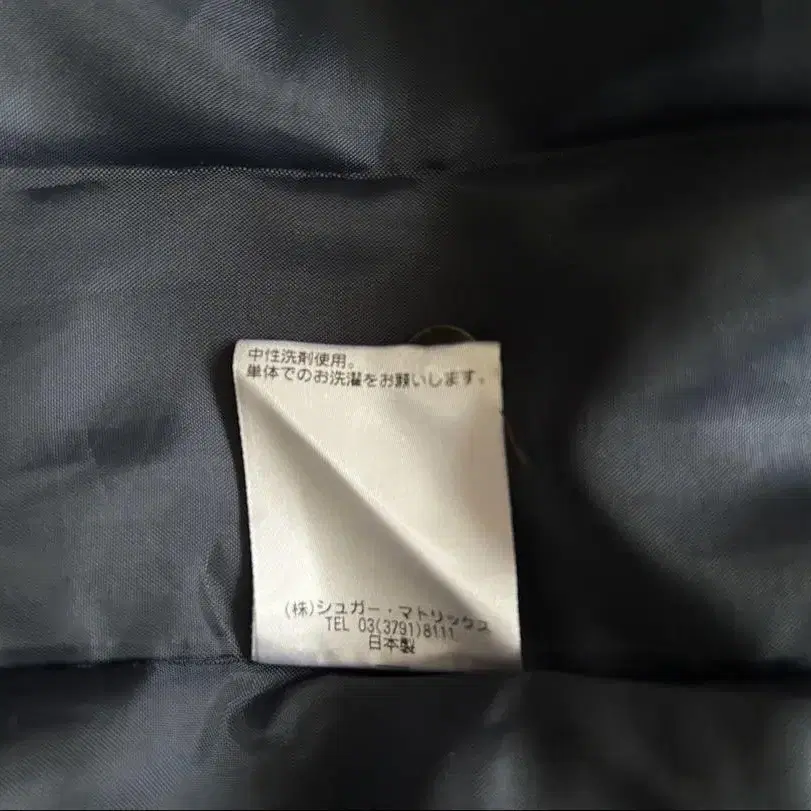 中性洗剤使用。
単体でのお洗濯をお願いします。
(株)シュガー・マトリックス
TEL 03(3791)8111
日本製